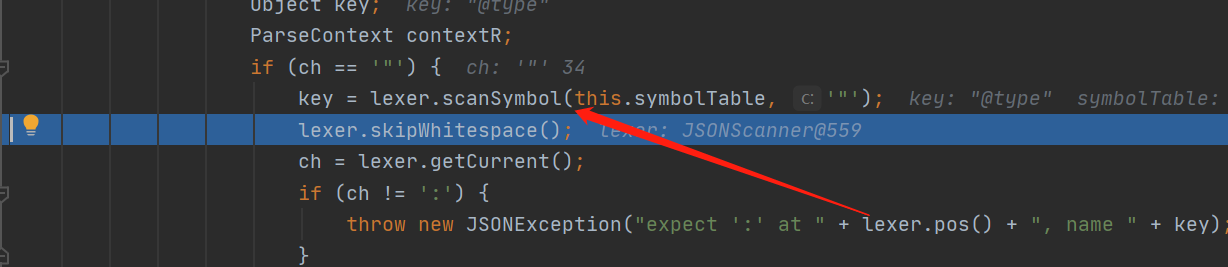 Object key;  key: "@type"
ParseContext contextR;
if (ch == '"') {  ch: '"' 34
key = lexer.scanSymbol(this.symbolTable,  c: '"');  key: "@type"  symbolTable:
lexer.skipWhitespace();  lexer: JSONScanner@559
ch = lexer.getCurrent();
if (ch != ':') {
throw new JSONException("expect ':' at " + lexer.pos() + ", name " + key);
}